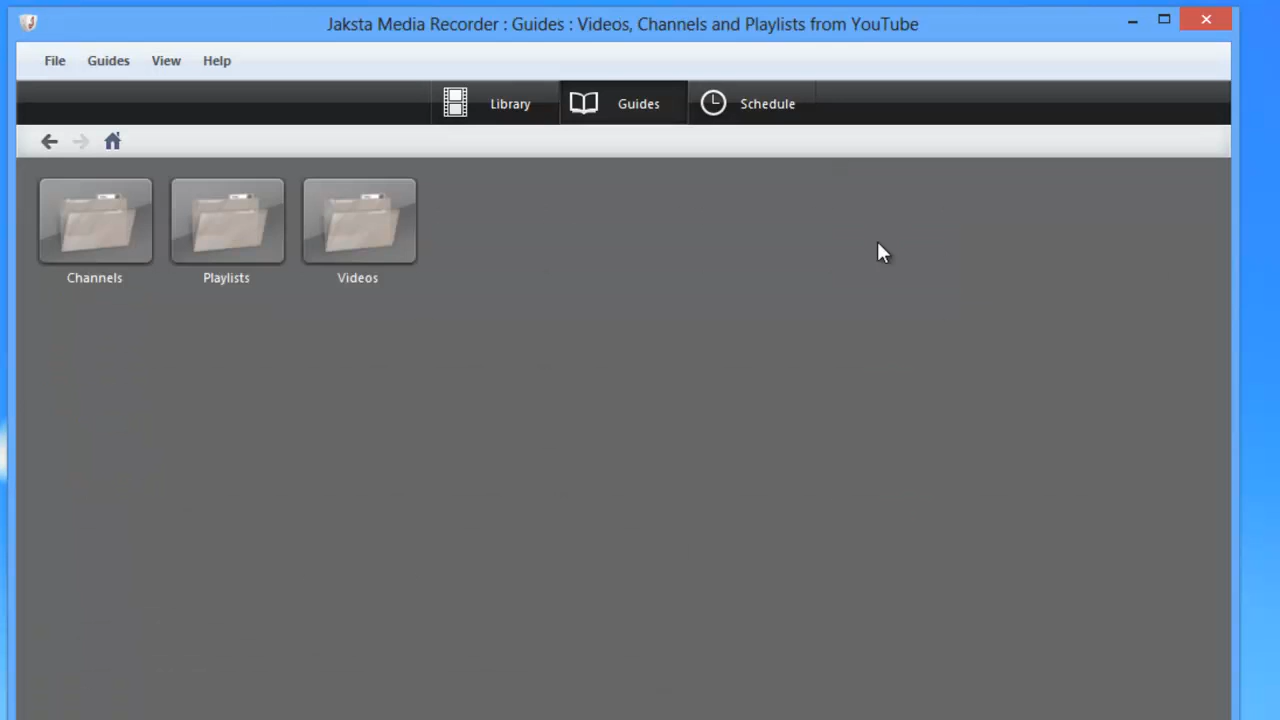 Jaksta Media Recorder : Guides : Videos, Channels and Playlists from YouTube
File Guides View Help
Library Guides Schedule
Channels Playlists Videos